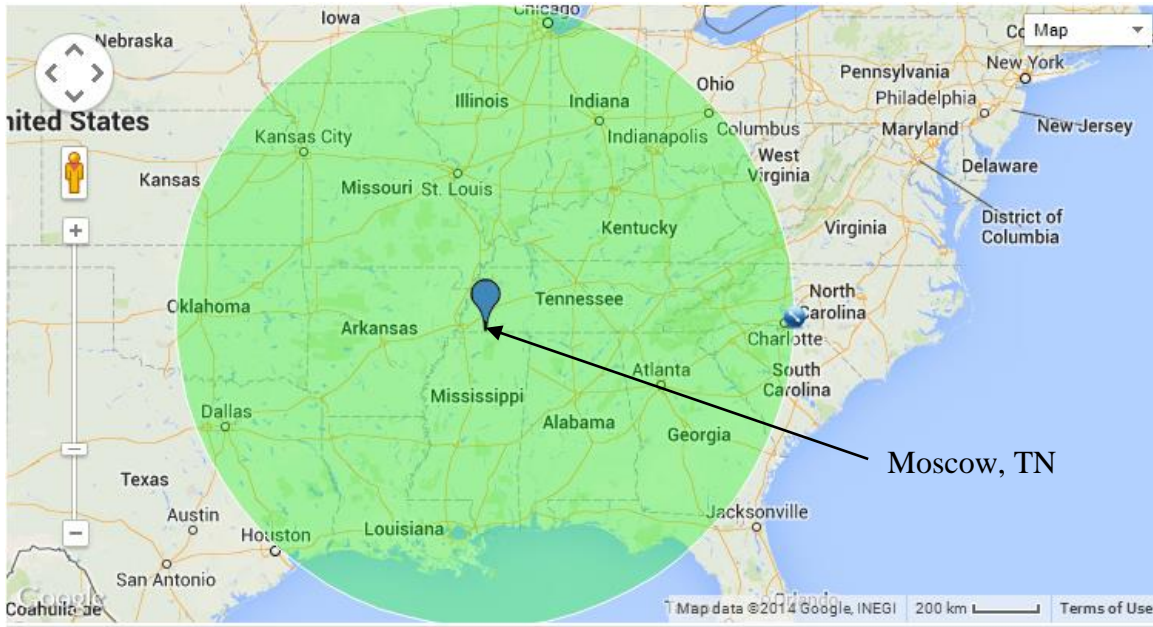 Iowa
Chicago
Nebraska
Map
New York
Pennsylvania
Ohio
Philadelphia
Illinois
Indiana
United States
Columbus
Maryland
New Jersey
Kansas City
Indianapolis
West
Virginia
Delaware
Kansas
Missouri
St. Louis
District of
Columbia
Kentucky
Virginia
Oklahoma
Tennessee
North
Carolina
Arkansas
Charlotte
Atlanta
South
Carolina
Mississippi
Dallas
Alabama
Georgia
Moscow, TN
Texas
Austin
Houston
Louisiana
Jacksonville
San Antonio
Google
Coahuila de
Orlando
Map data ©2014 Google, INEGI
200 km
Terms of Use